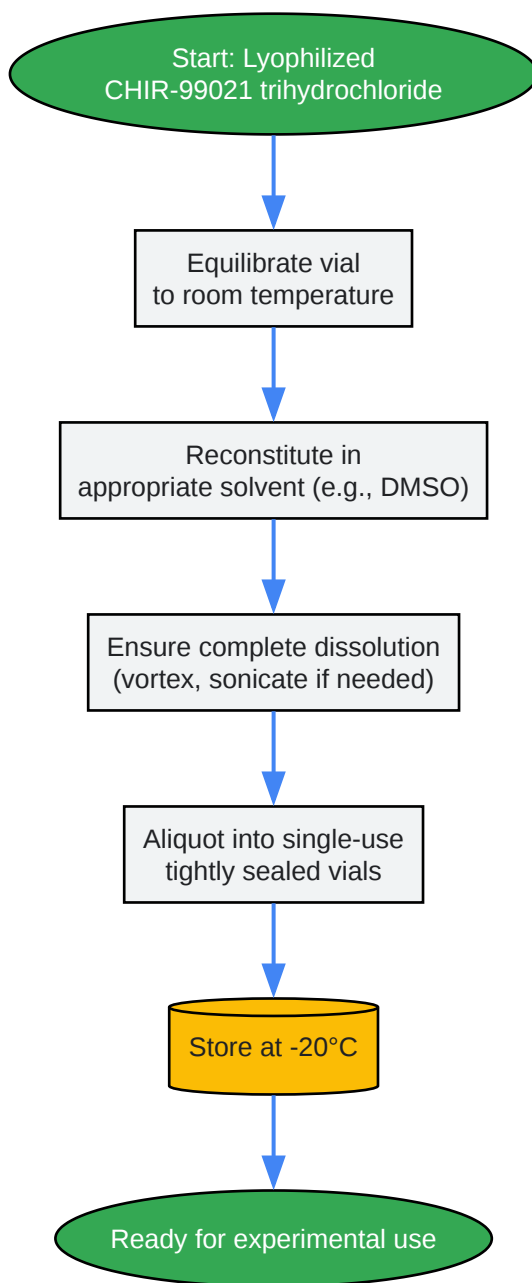 Start: Lyophilized
CHIR-99021 trihydrochloride
Equilibrate vial
to room temperature
Reconstitute in
appropriate solvent (e.g., DMSO)
Ensure complete dissolution
(vortex, sonicate if needed)
Aliquot into single-use
tightly sealed vials
Store at -20°C
Ready for experimental use